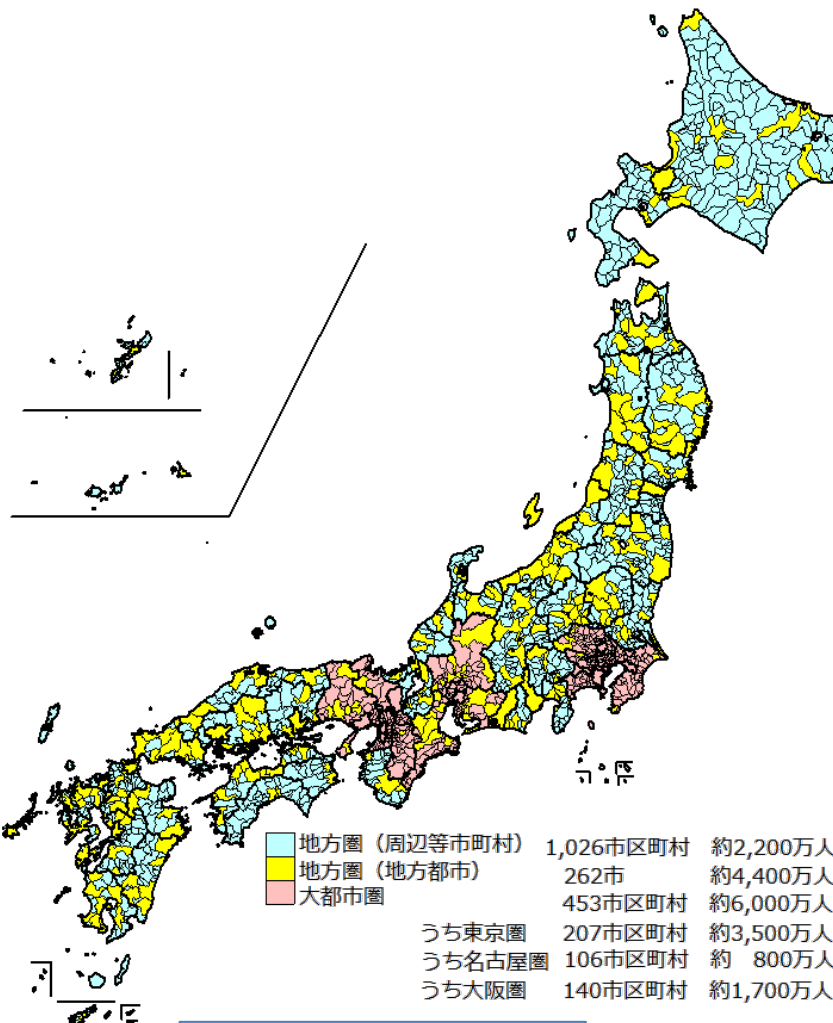 地方圏（周辺等市町村） 1,026市区町村 約2,200万人
地方圏（地方都市） 262市 約4,400万人
大都市圏 453市区町村 約6,000万人
うち東京圏 207市区町村 約3,500万人
うち名古屋圏 106市区町村 約 800万人
うち大阪圏 140市区町村 約1,700万人